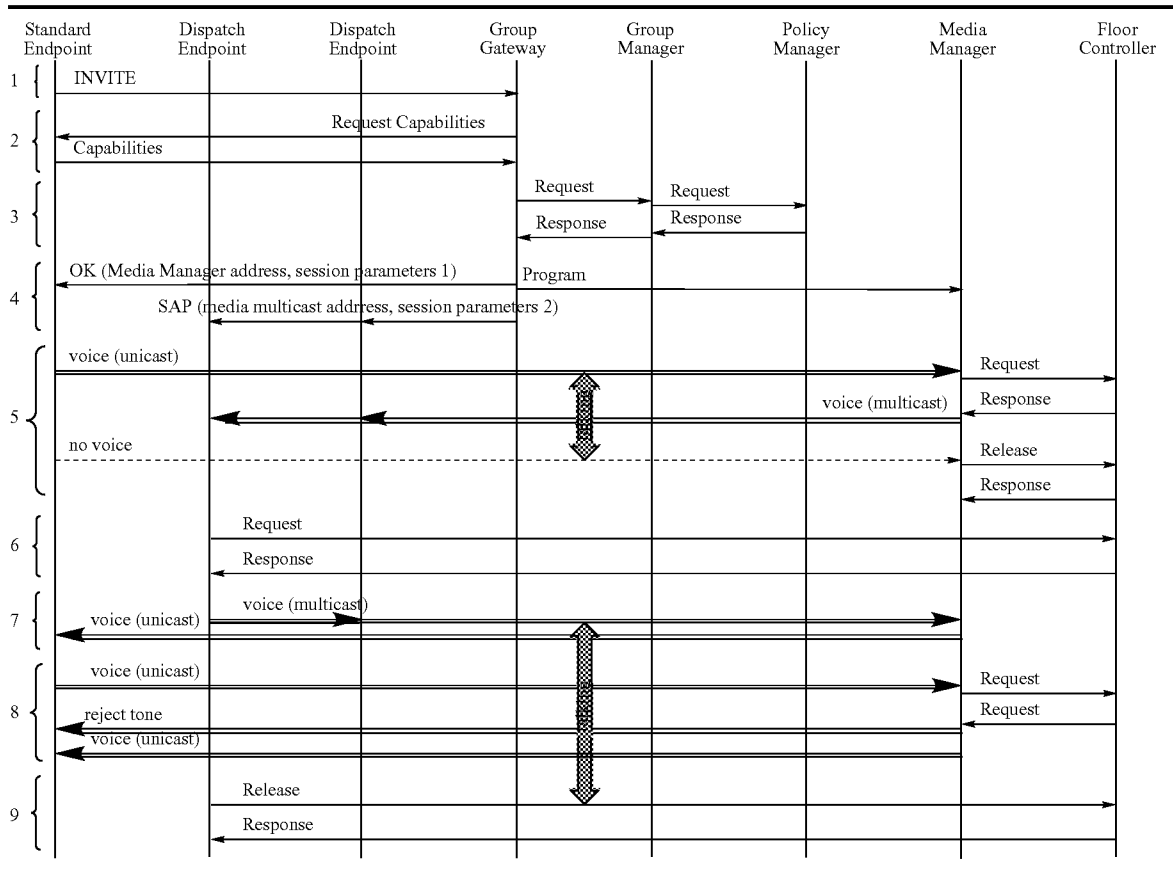 Standard Endpoint
Dispatch Endpoint
Dispatch Endpoint
Group Gateway
Group Manager
Policy Manager
Media Manager
Floor Controller
1
INVITE
2
Request Capabilities
Capabilities
3
Request
Request
Response
Response
4
OK (Media Manager address, session parameters 1)
Program
SAP (media multicast addrress, session parameters 2)
5
voice (unicast)
Request
voice (multicast)
Response
no voice
Release
Response
6
Request
Response
7
voice (multicast)
voice (unicast)
8
voice (unicast)
Request
reject tone
Request
voice (unicast)
9
Release
Response